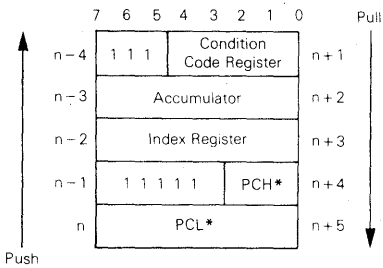 7 6 5 4 3 2 1 0
Pull
n-4 1 1 1 Condition Code Register n+1
n-3 Accumulator n+2
n-2 Index Register n+3
n-1 1 1 1 1 1 PCH* n+4
n PCL* n+5
Push